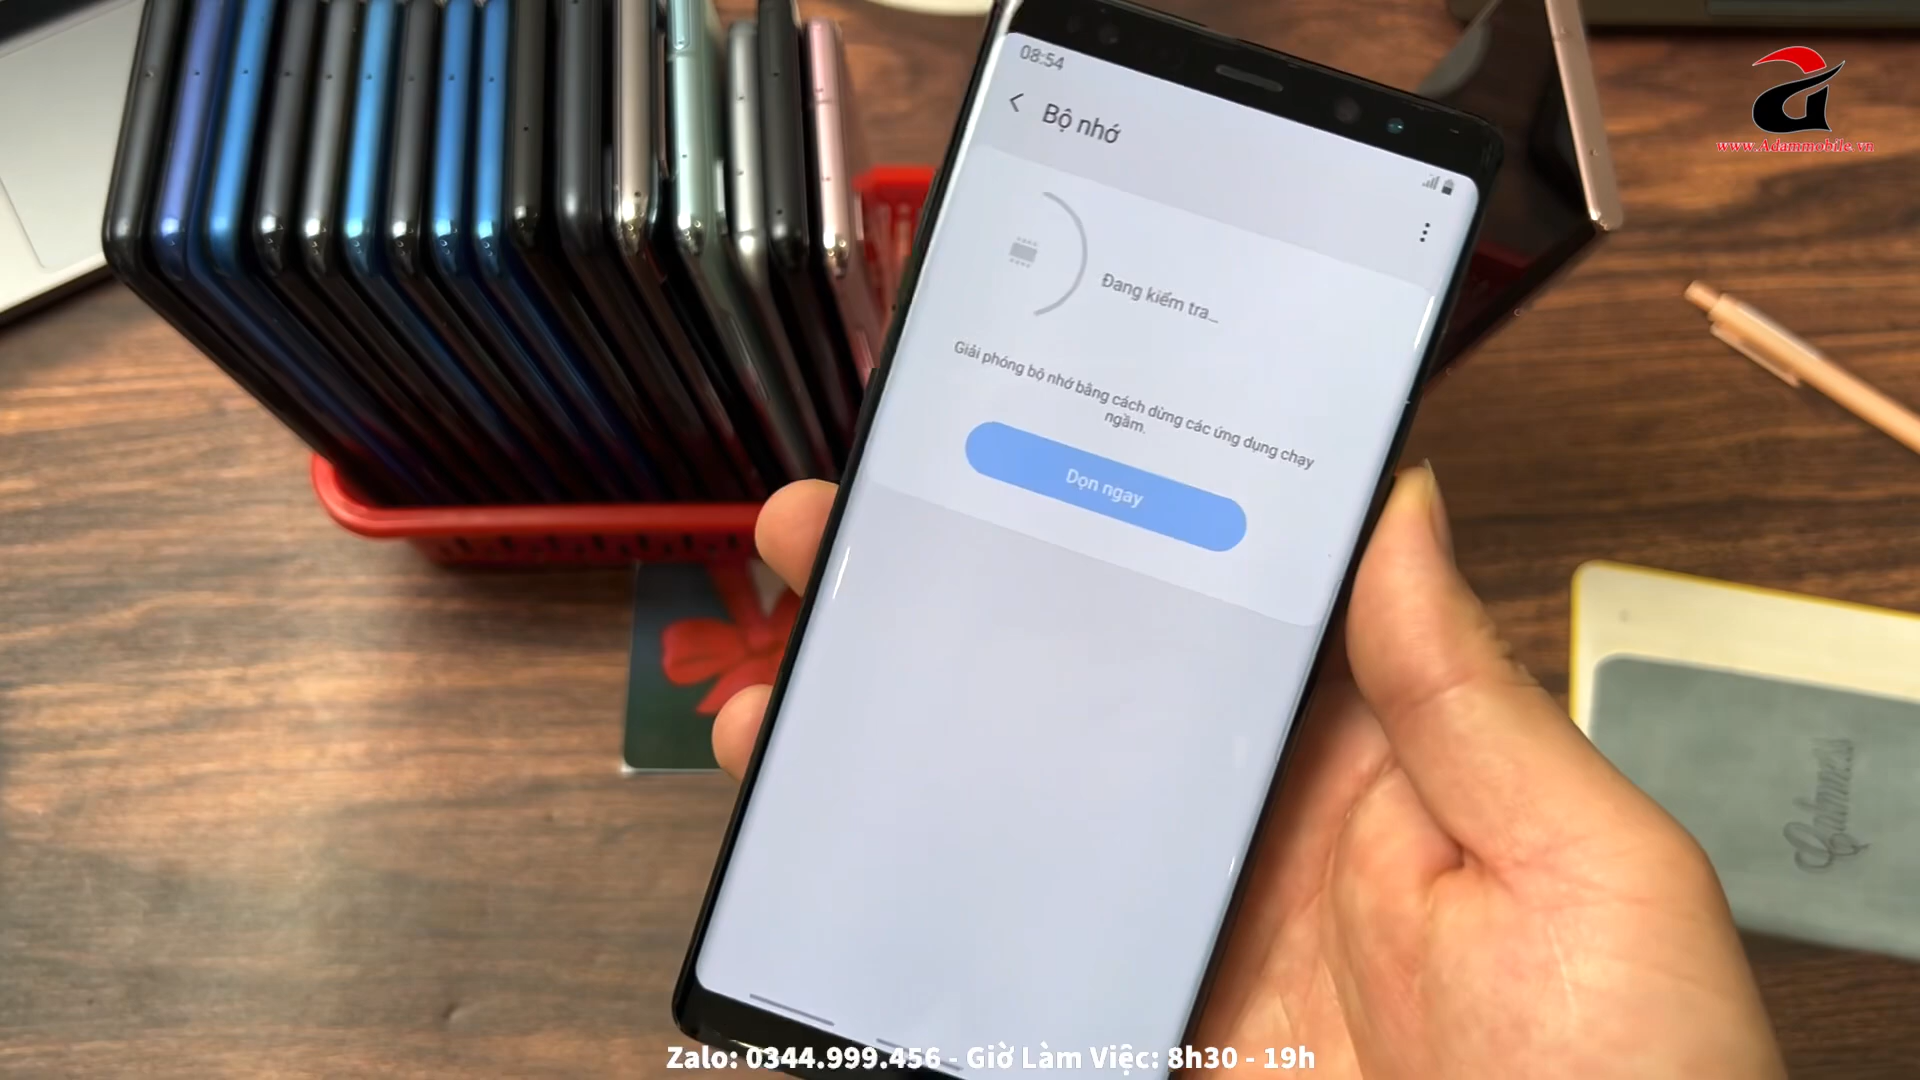 08:54
Bộ nhớ
Đang kiểm tra...
Giải phóng bộ nhớ bằng cách dừng các ứng dụng chạy
ngầm.
Dọn ngay
www.Adammobile.vn
Cashmess
Zalo: 0344.999.456 - Giờ Làm Việc: 8h30 - 19h